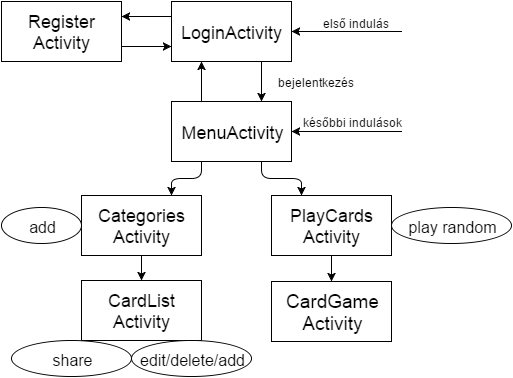 Register
Activity
LoginActivity
első indulás
bejelentkezés
MenuActivity
későbbi indulások
add
Categories
Activity
PlayCards
Activity
play random
CardList
Activity
CardGame
Activity
share
edit/delete/add